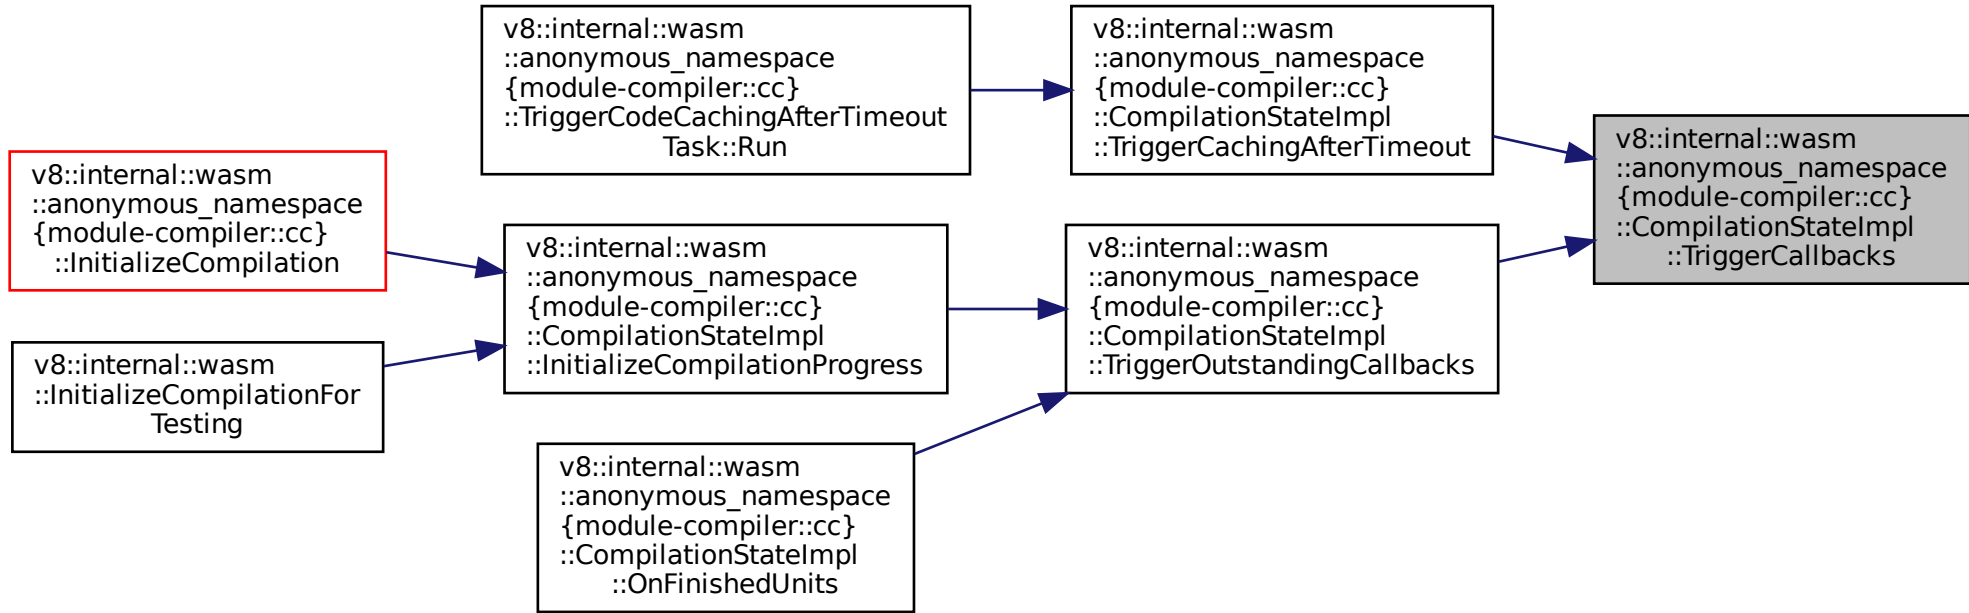 v8::internal::wasm
::anonymous_namespace
{module-compiler::cc}
::TriggerCodeCachingAfterTimeout
Task::Run
v8::internal::wasm
::anonymous_namespace
{module-compiler::cc}
::CompilationStateImpl
::TriggerCachingAfterTimeout
v8::internal::wasm
::anonymous_namespace
{module-compiler::cc}
::CompilationStateImpl
::TriggerCallbacks
v8::internal::wasm
::anonymous_namespace
{module-compiler::cc}
::InitializeCompilation
v8::internal::wasm
::anonymous_namespace
{module-compiler::cc}
::CompilationStateImpl
::InitializeCompilationProgress
v8::internal::wasm
::anonymous_namespace
{module-compiler::cc}
::CompilationStateImpl
::TriggerOutstandingCallbacks
v8::internal::wasm
::InitializeCompilationFor
Testing
v8::internal::wasm
::anonymous_namespace
{module-compiler::cc}
::CompilationStateImpl
::OnFinishedUnits